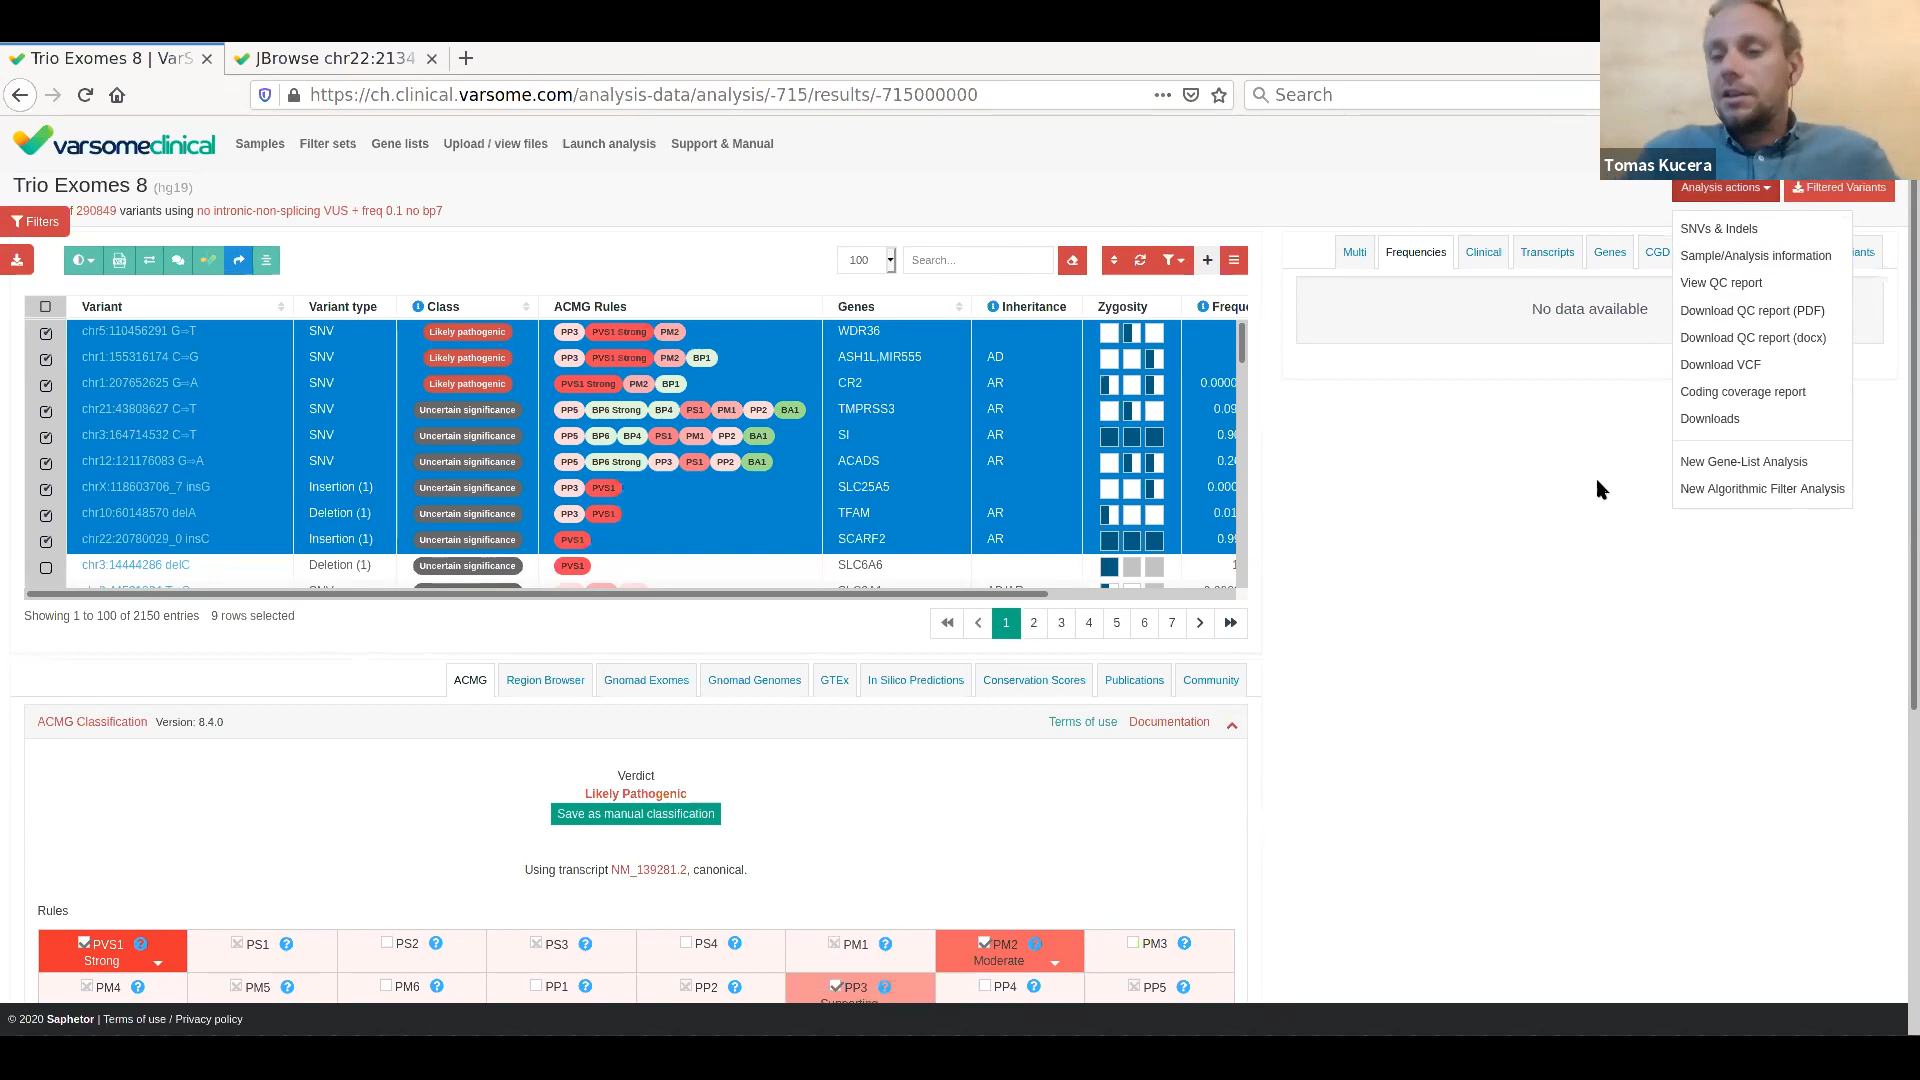 Trio Exomes 8 | VarS
JBrowse chr22:2134
https://ch.clinical.varsome.com/analysis-data/analysis/-715/results/-715000000
Search
Tomas Kucera
varsomeclinical
Samples
Filter sets
Gene lists
Upload / view files
Launch analysis
Support & Manual
Trio Exomes 8 (hg19)
Analysis actions
Filtered Variants
f 290849 variants using no intronic-non-splicing VUS + freq 0.1 no bp7
Filters
SNVs & Indels
Sample/Analysis information
View QC report
Download QC report (PDF)
Download QC report (docx)
Download VCF
Coding coverage report
Downloads
New Gene-List Analysis
New Algorithmic Filter Analysis
100
Search...
Multi
Frequencies
Clinical
Transcripts
Genes
CGD
iants
No data available
Variant
Variant type
Class
ACMG Rules
Genes
Inheritance
Zygosity
Freque
chr5:110456291 G⇒T SNV Likely pathogenic PP3 PVS1 Strong PM2 WDR36
chr1:155316174 C⇒G SNV Likely pathogenic PP3 PVS1 Strong PM2 BP1 ASH1L,MIR555 AD
chr1:207652625 G⇒A SNV Likely pathogenic PVS1 Strong PM2 BP1 CR2 AR 0.0000
chr21:43808627 C⇒T SNV Uncertain significance PP5 BP6 Strong BP4 PS1 PM1 PP2 BA1 TMPRSS3 AR 0.09
chr3:164714532 C⇒T SNV Uncertain significance PP5 BP6 BP4 PS1 PM1 PP2 BA1 SI AR 0.90
chr12:121176083 G⇒A SNV Uncertain significance PP5 BP6 Strong PP3 PS1 PP2 BA1 ACADS AR 0.26
chrX:118603706_7 insG Insertion (1) Uncertain significance PP3 PVS1 SLC25A5 0.000
chr10:60148570 delA Deletion (1) Uncertain significance PP3 PVS1 TFAM AR 0.01
chr22:20780029_0 insC Insertion (1) Uncertain significance PVS1 SCARF2 AR 0.99
chr3:14444286 delC Deletion (1) Uncertain significance PVS1 SLC6A6 1
Showing 1 to 100 of 2150 entries 9 rows selected
1 2 3 4 5 6 7
ACMG
Region Browser
Gnomad Exomes
Gnomad Genomes
GTEx
In Silico Predictions
Conservation Scores
Publications
Community
ACMG Classification Version: 8.4.0
Terms of use Documentation
Verdict
Likely Pathogenic
Save as manual classification
Using transcript NM_139281.2, canonical.
Rules
PVS1 Strong
PS1
PS2
PS3
PS4
PM1
PM2 Moderate
PM3
PM4
PM5
PM6
PP1
PP2
PP3 Supporting
PP4
PP5
© 2020 Saphetor | Terms of use / Privacy policy